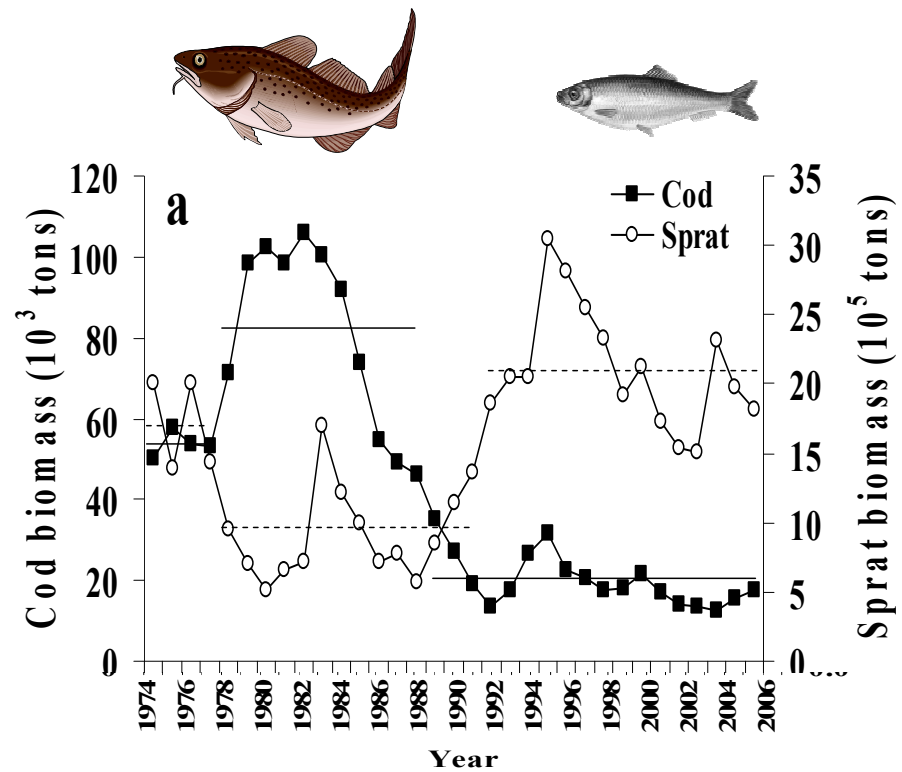 a
Cod
Sprat
Cod biomass (10³ tons)
120
100
80
60
40
20
0
35
30
25
20
15
10
5
0
0.0
Sprat biomass (10⁵ tons)
1974 1976 1978 1980 1982 1984 1986 1988 1990 1992 1994 1996 1998 2000 2002 2004 2006
Year